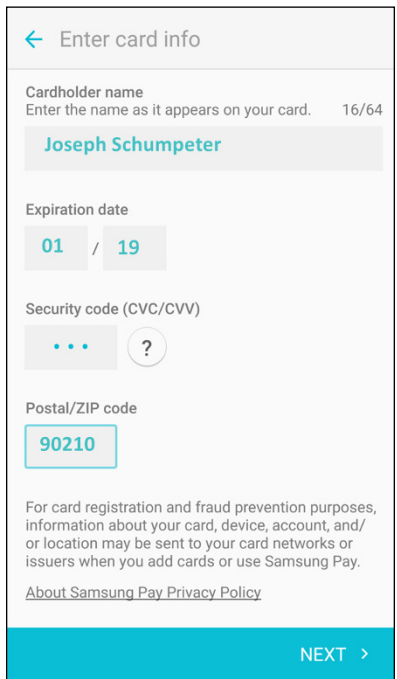 Enter card info
Cardholder name
Enter the name as it appears on your card. 16/64
Joseph Schumpeter
Expiration date
01 / 19
Security code (CVC/CVV)
• • • ?
Postal/ZIP code
90210
For card registration and fraud prevention purposes,
information about your card, device, account, and/
or location may be sent to your card networks or
issuers when you add cards or use Samsung Pay.
About Samsung Pay Privacy Policy
NEXT >